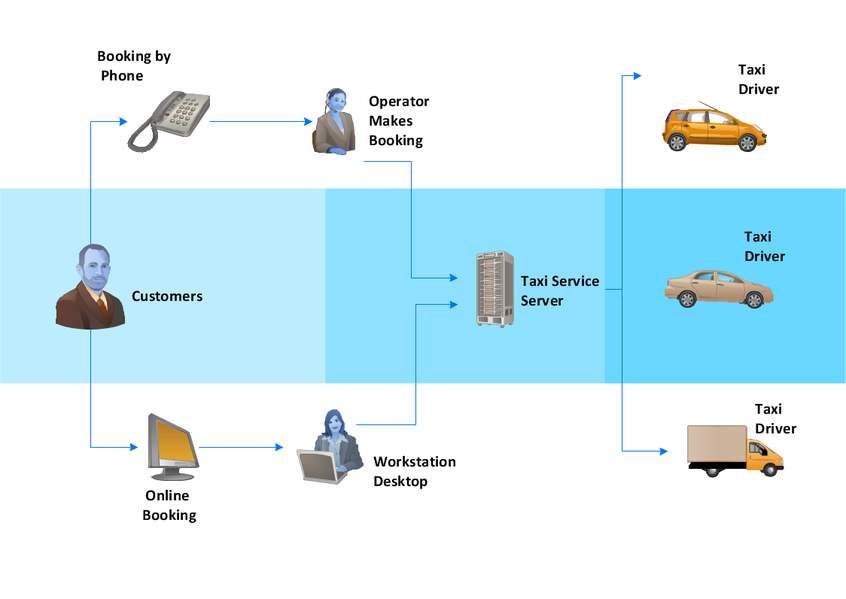 Booking by
Phone
Operator
Makes
Booking
Taxi
Driver
Customers
Taxi Service
Server
Taxi
Driver
Online
Booking
Workstation
Desktop
Taxi
Driver